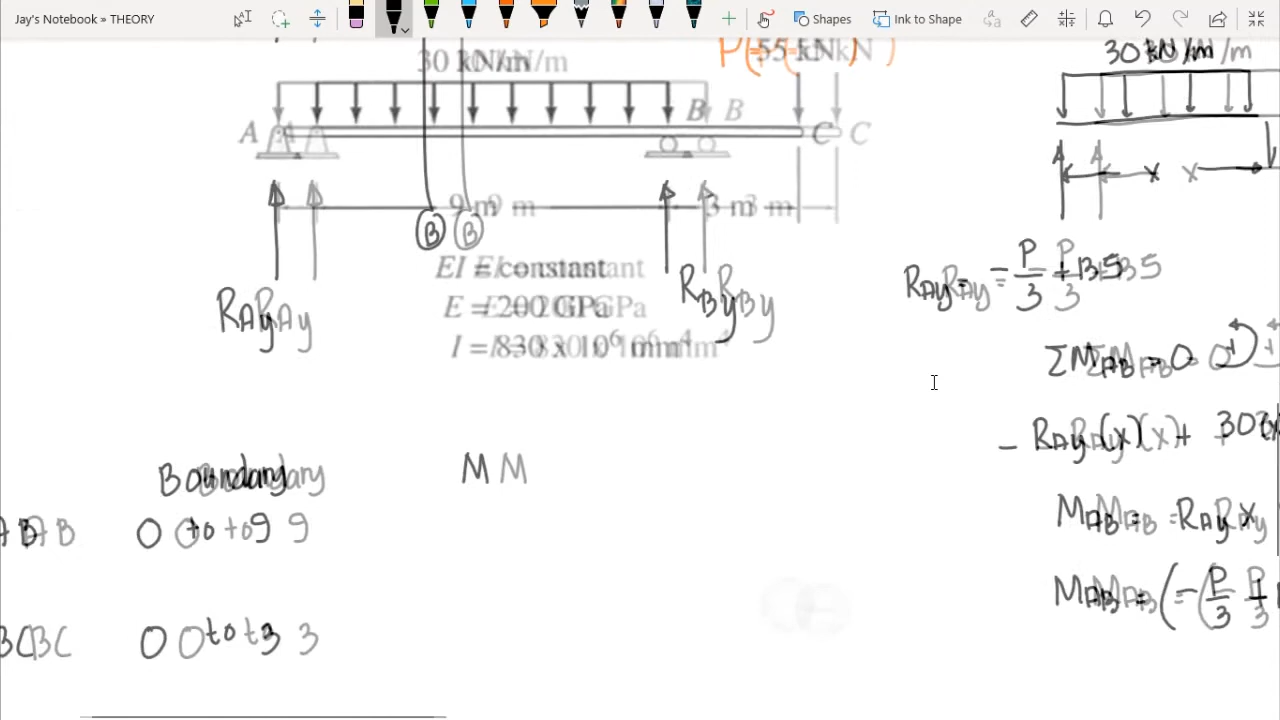 Jay's Notebook » THEORY
Shapes
Ink to Shape
30 kN/m
P(=55 kN)
30 kN/m
A
B
C
9 m
3 m
B
EI = constant
E = 200 GPa
I = 830 x 10⁶ mm⁴
RAy
RBy
RAy = P/3 + 135
ΣMAB = 0
- RAy(x) + 30
MAB = RAy x
MAB = (-P/3 +
Boundary
M
AB
0 to 9
BC
0 to 3